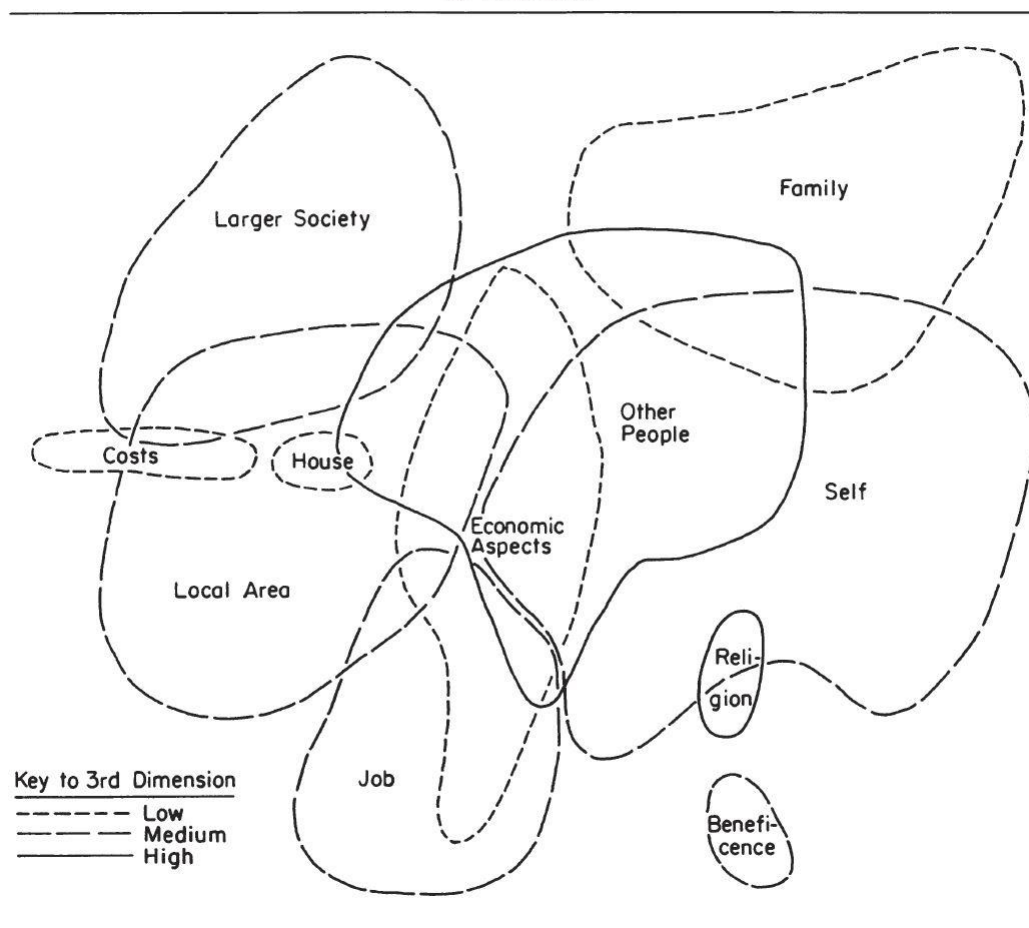 Family
Larger Society
Other
People
Costs
House
Self
Economic
Aspects
Local Area
Reli-
gion
Key to 3rd Dimension
Low
Medium
High
Job
Benefi-
cence